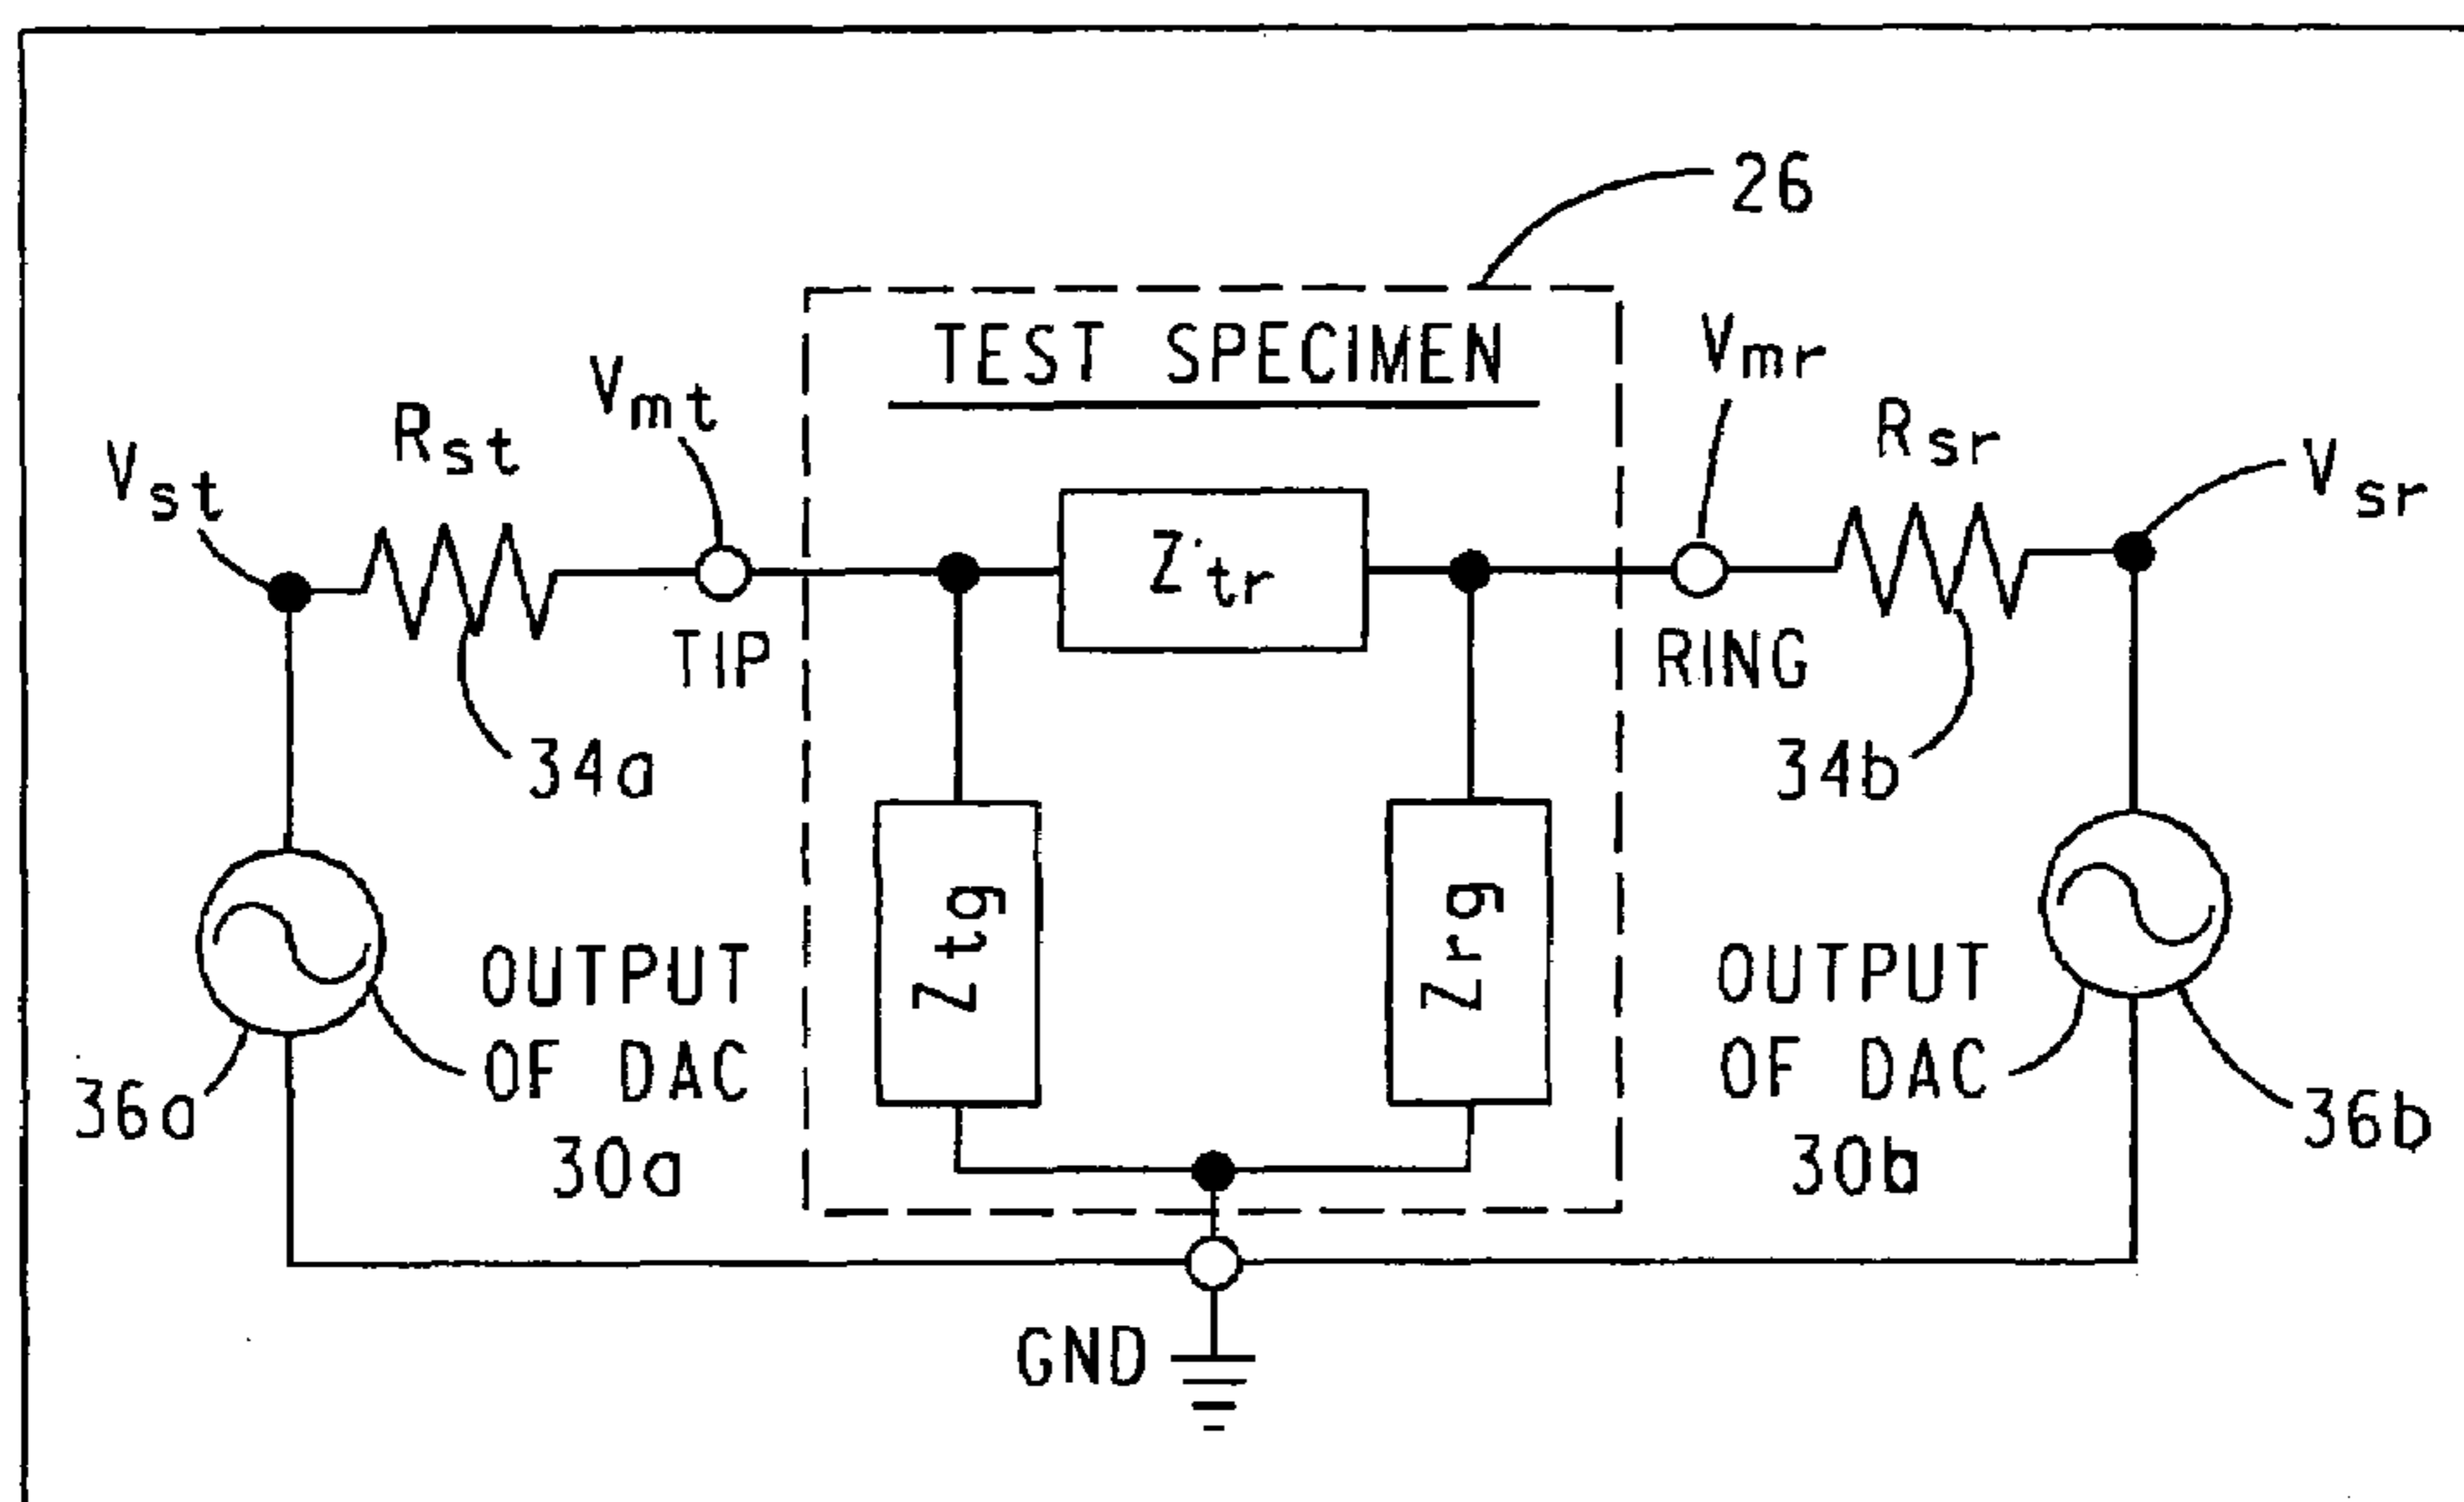 26
TEST SPECIMEN
Vmr
Vmt
Rst
Rsr
Vst
Vsr
Ztr
TIP
RING
34a
34b
Ztg
Zrg
OUTPUT
OF DAC
30a
OUTPUT
OF DAC
30b
36a
36b
GND